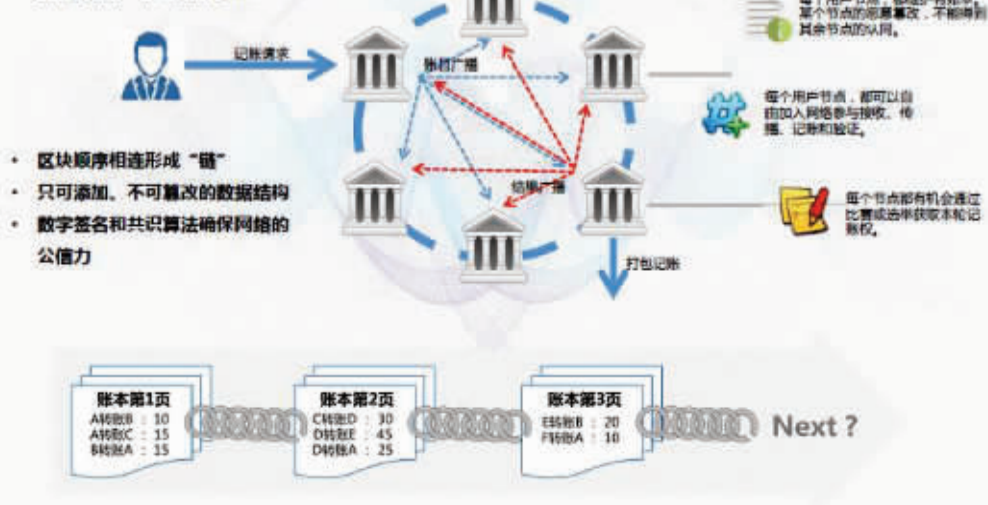 某个节点的恶意篡改，不能得到
其余节点的认同。
记账请求
账目广播
每个用户节点，都可以自
由加入网络参与接收、传
播、记账和验证。
• 区块顺序相连形成“链”
• 只可添加、不可篡改的数据结构
• 数字签名和共识算法确保网络的
公信力
结果广播
每个节点都有机会通过
比赛或选举获取本轮记
账权。
打包记账
账本第1页
A转账B : 10
A转账C : 15
B转账A : 15
账本第2页
C转账D : 30
D转账E : 45
D转账A : 25
账本第3页
E转账B : 20
F转账A : 10
Next ?